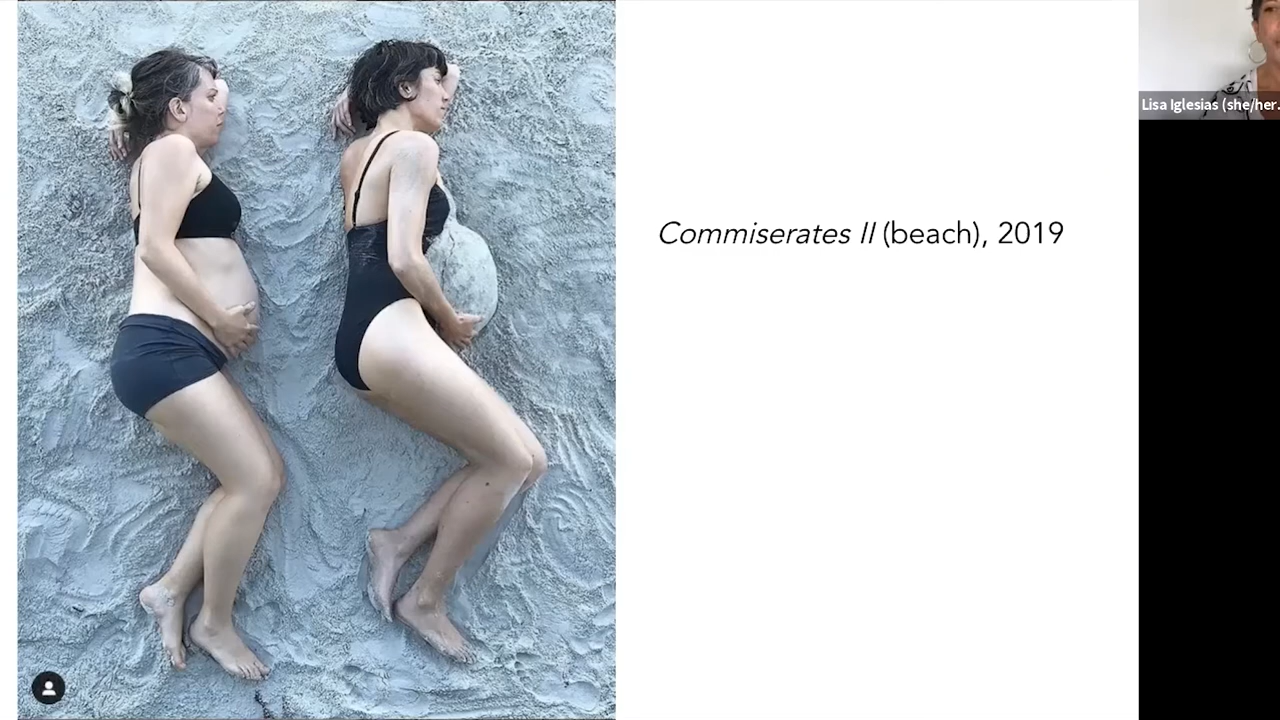 Commiserates II (beach), 2019
Lisa Iglesias (she/her.